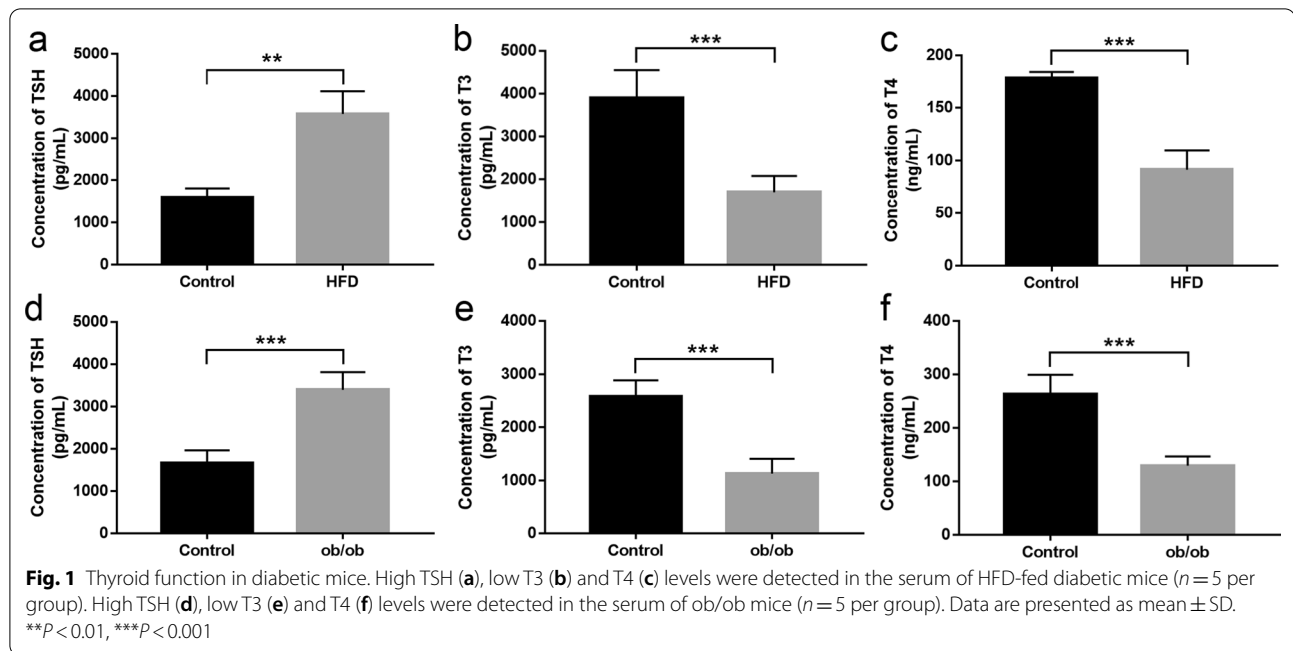 a
Concentration of TSH
(pg/mL)
5000
4000
3000
2000
1000
0
**
Control
HFD
b
Concentration of T3
(pg/mL)
5000
4000
3000
2000
1000
0
***
Control
HFD
c
Concentration of T4
(ng/mL)
200
150
100
50
0
***
Control
HFD
d
Concentration of TSH
(pg/mL)
5000
4000
3000
2000
1000
0
***
Control
ob/ob
e
Concentration of T3
(pg/mL)
4000
3000
2000
1000
0
***
Control
ob/ob
f
Concentration of T4
(ng/mL)
400
300
200
100
0
***
Control
ob/ob
Fig. 1 Thyroid function in diabetic mice. High TSH (a), low T3 (b) and T4 (c) levels were detected in the serum of HFD-fed diabetic mice (n = 5 per
group). High TSH (d), low T3 (e) and T4 (f) levels were detected in the serum of ob/ob mice (n = 5 per group). Data are presented as mean ± SD.
**P < 0.01, ***P < 0.001